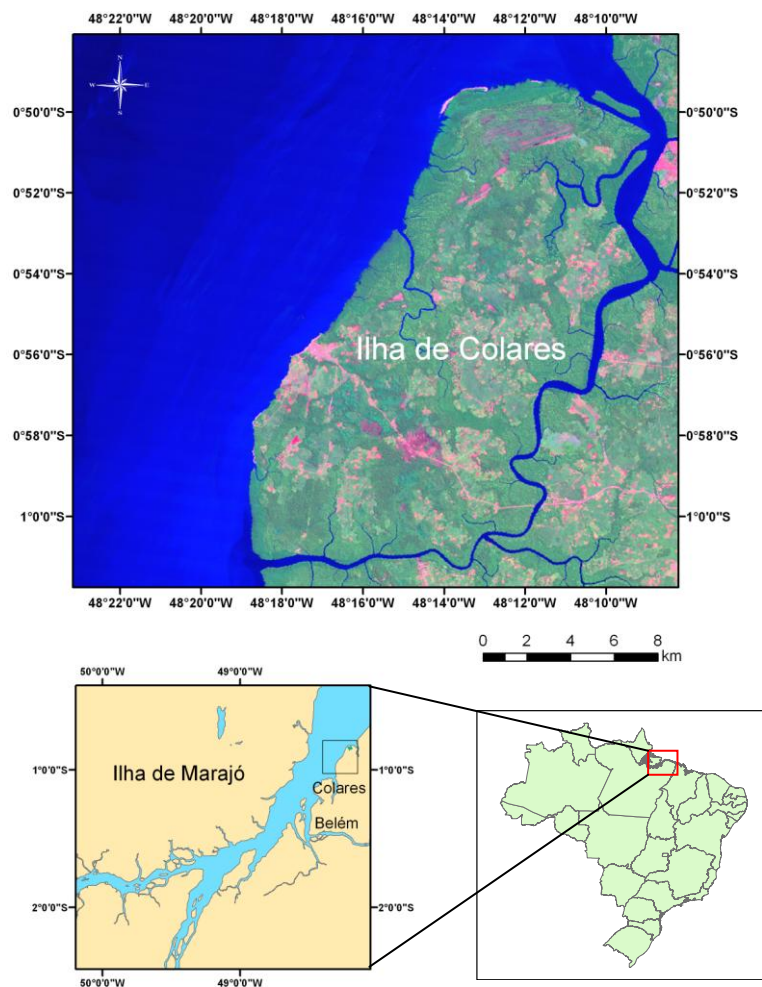 48°22'0"W 48°20'0"W 48°18'0"W 48°16'0"W 48°14'0"W 48°12'0"W 48°10'0"W
N
W E
S
0°50'0"S 0°50'0"S
0°52'0"S 0°52'0"S
0°54'0"S 0°54'0"S
Ilha de Colares
0°56'0"S 0°56'0"S
0°58'0"S 0°58'0"S
1°0'0"S 1°0'0"S
48°22'0"W 48°20'0"W 48°18'0"W 48°16'0"W 48°14'0"W 48°12'0"W 48°10'0"W
0 2 4 6 8
km
50°0'0"W 49°0'0"W
Ilha de Marajó
1°0'0"S 1°0'0"S
Colares
Belém
2°0'0"S 2°0'0"S
50°0'0"W 49°0'0"W